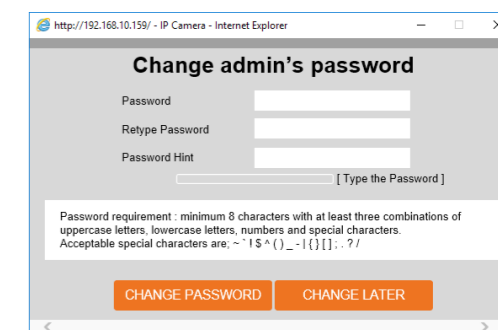 http://192.168.10.159/ - IP Camera - Internet Explorer
Change admin's password
Password
Retype Password
Password Hint
[ Type the Password ]
Password requirement : minimum 8 characters with at least three combinations of
uppercase letters, lowercase letters, numbers and special characters.
Acceptable special characters are; ~ ` ! $ ^ ( ) _ - | { } [ ] ; . ? /
CHANGE PASSWORD CHANGE LATER